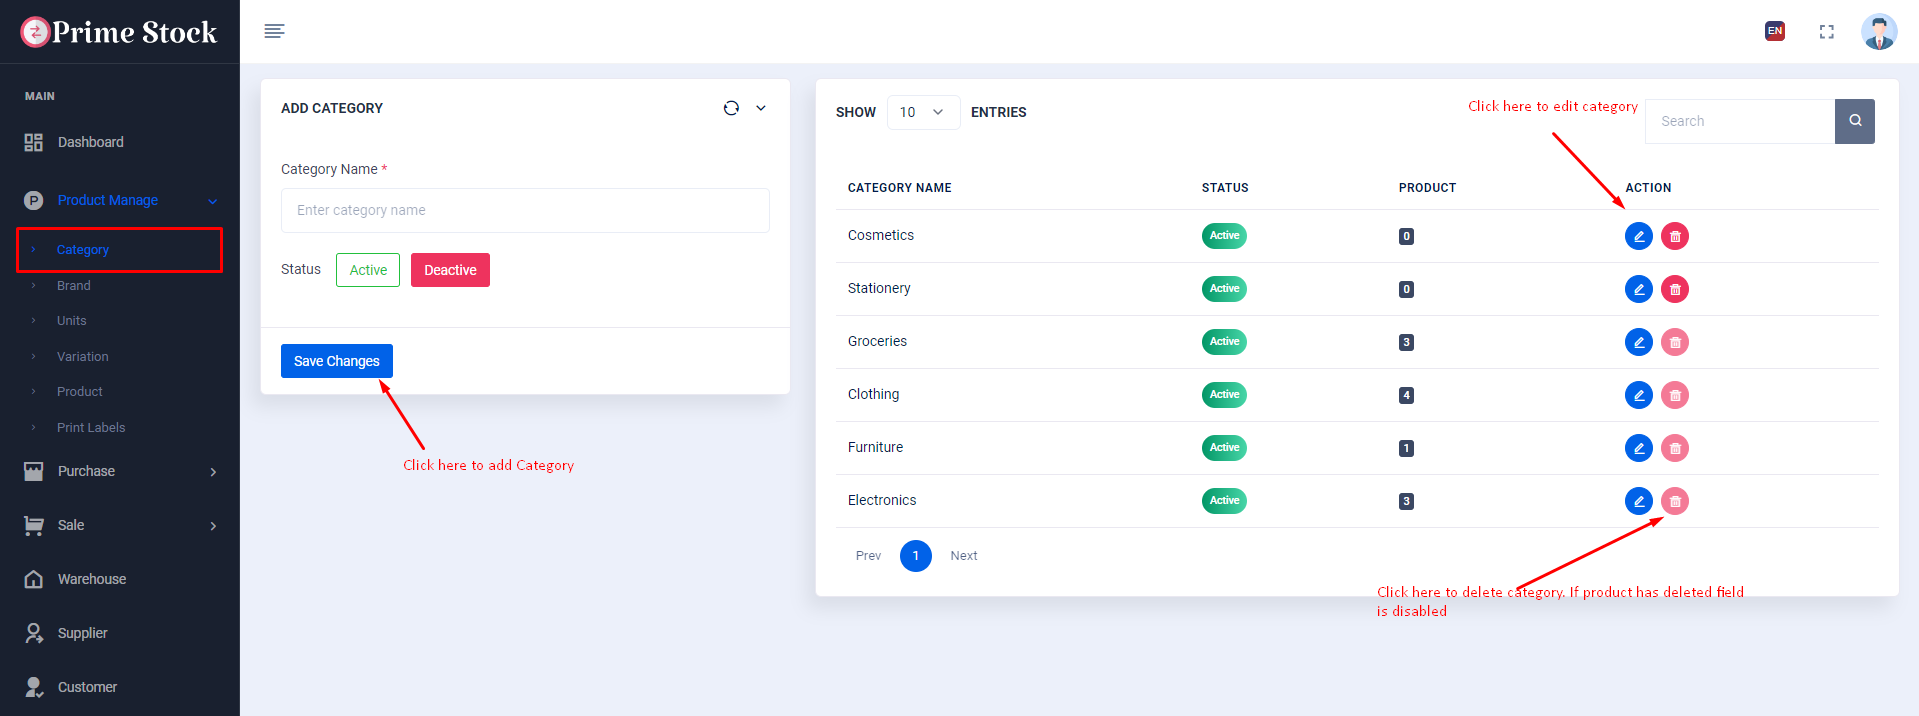 Prime Stock
EN
MAIN
Dashboard
P Product Manage
Category
Brand
Units
Variation
Product
Print Labels
Purchase
Sale
Warehouse
Supplier
Customer
ADD CATEGORY
Category Name *
Enter category name
Status Active Deactive
Save Changes
Click here to add Category
SHOW 10 ENTRIES
Click here to edit category
Search
CATEGORY NAME STATUS PRODUCT ACTION
Cosmetics Active 0
Stationery Active 0
Groceries Active 3
Clothing Active 4
Furniture Active 1
Electronics Active 3
Prev 1 Next
Click here to delete category. If product has deleted field
is disabled